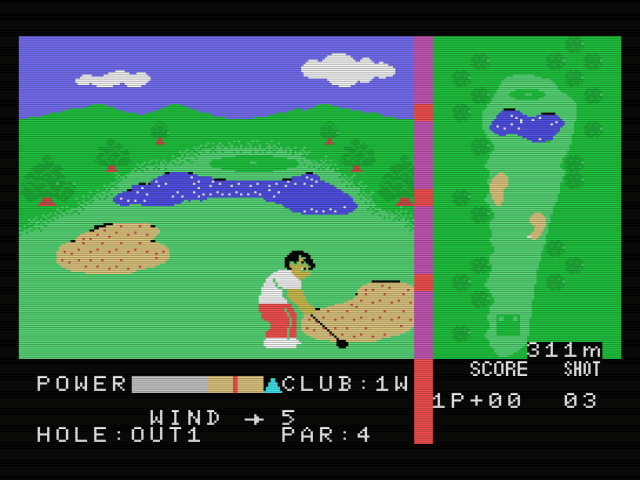 311m
SCORE SHOT
POWER CLUB:1W
1P+00 03
WIND → 5
HOLE:OUT1 PAR:4